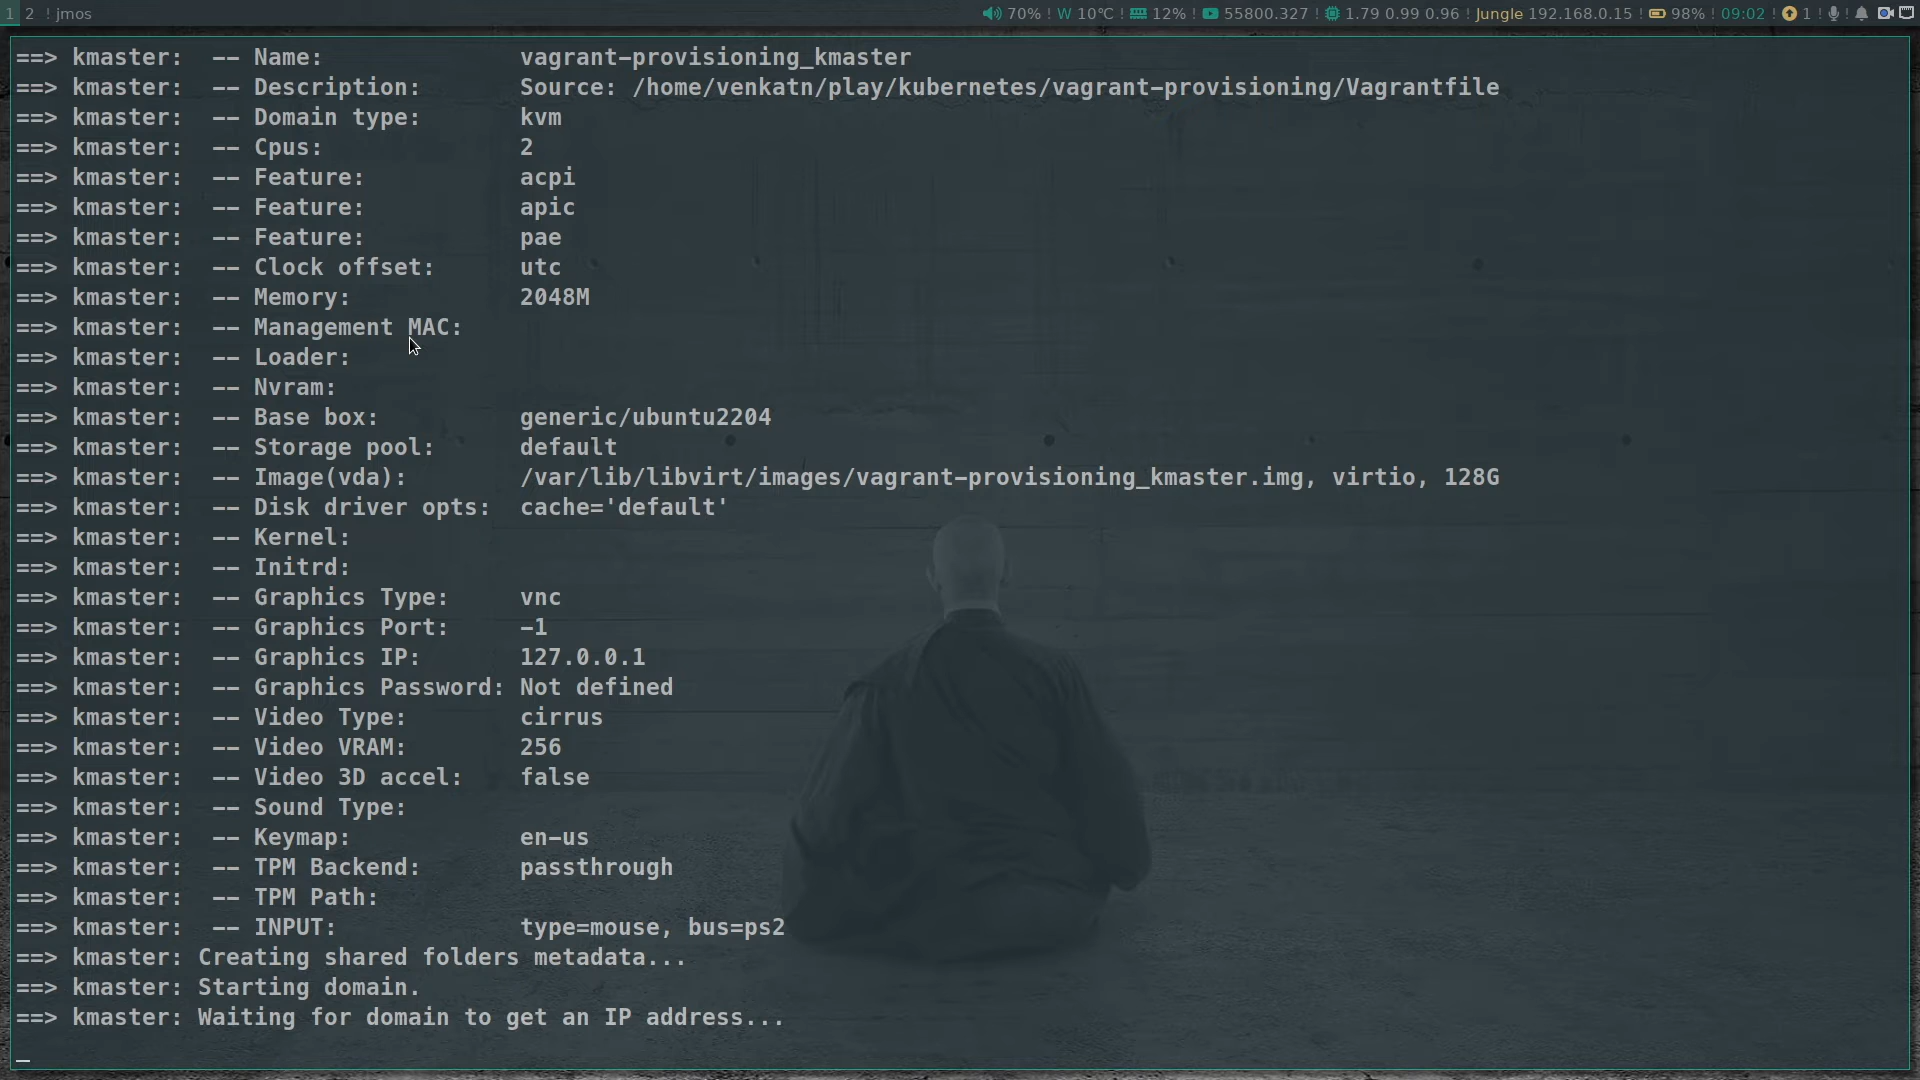 1 2 ! jmos 70% ! W 10°C ! 12% ! 55800.327 ! 1.79 0.99 0.96 ! Jungle 192.168.0.15 ! 98% ! 09:02 ! 1 ! ! !
==> kmaster:  -- Name:              vagrant-provisioning_kmaster
==> kmaster:  -- Description:       Source: /home/venkatn/play/kubernetes/vagrant-provisioning/Vagrantfile
==> kmaster:  -- Domain type:       kvm
==> kmaster:  -- Cpus:              2
==> kmaster:  -- Feature:           acpi
==> kmaster:  -- Feature:           apic
==> kmaster:  -- Feature:           pae
==> kmaster:  -- Clock offset:      utc
==> kmaster:  -- Memory:            2048M
==> kmaster:  -- Management MAC:
==> kmaster:  -- Loader:
==> kmaster:  -- Nvram:
==> kmaster:  -- Base box:          generic/ubuntu2204
==> kmaster:  -- Storage pool:      default
==> kmaster:  -- Image(vda):        /var/lib/libvirt/images/vagrant-provisioning_kmaster.img, virtio, 128G
==> kmaster:  -- Disk driver opts:  cache='default'
==> kmaster:  -- Kernel:
==> kmaster:  -- Initrd:
==> kmaster:  -- Graphics Type:     vnc
==> kmaster:  -- Graphics Port:     -1
==> kmaster:  -- Graphics IP:       127.0.0.1
==> kmaster:  -- Graphics Password: Not defined
==> kmaster:  -- Video Type:        cirrus
==> kmaster:  -- Video VRAM:        256
==> kmaster:  -- Video 3D accel:    false
==> kmaster:  -- Sound Type:
==> kmaster:  -- Keymap:            en-us
==> kmaster:  -- TPM Backend:       passthrough
==> kmaster:  -- TPM Path:
==> kmaster:  -- INPUT:             type=mouse, bus=ps2
==> kmaster: Creating shared folders metadata...
==> kmaster: Starting domain.
==> kmaster: Waiting for domain to get an IP address...